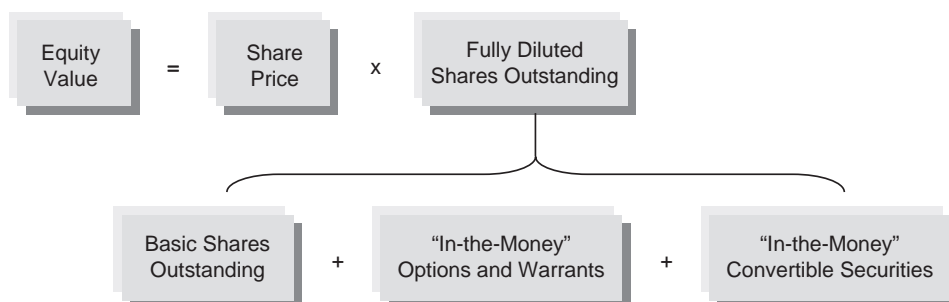 Equity
Value
=
Share
Price
x
Fully Diluted
Shares Outstanding
Basic Shares
Outstanding
+
“In-the-Money”
Options and Warrants
+
“In-the-Money”
Convertible Securities